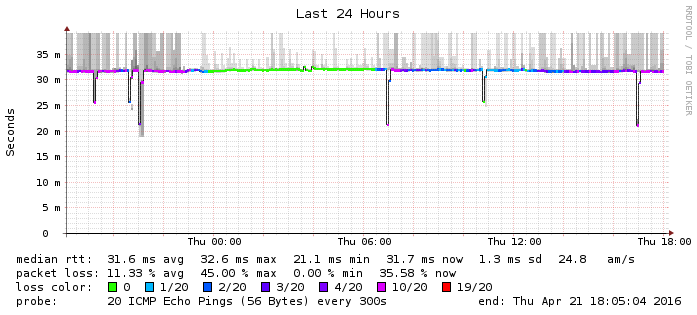 Last 24 Hours
RRDTOOL / TOBI OETIKER
Seconds
35 m
30 m
25 m
20 m
15 m
10 m
5 m
0
Thu 00:00 Thu 06:00 Thu 12:00 Thu 18:00
median rtt: 31.6 ms avg 32.6 ms max 21.1 ms min 31.7 ms now 1.3 ms sd 24.8 am/s
packet loss: 11.33 % avg 45.00 % max 0.00 % min 35.58 % now
loss color: 0 1/20 2/20 3/20 4/20 10/20 19/20
probe: 20 ICMP Echo Pings (56 Bytes) every 300s end: Thu Apr 21 18:05:04 2016